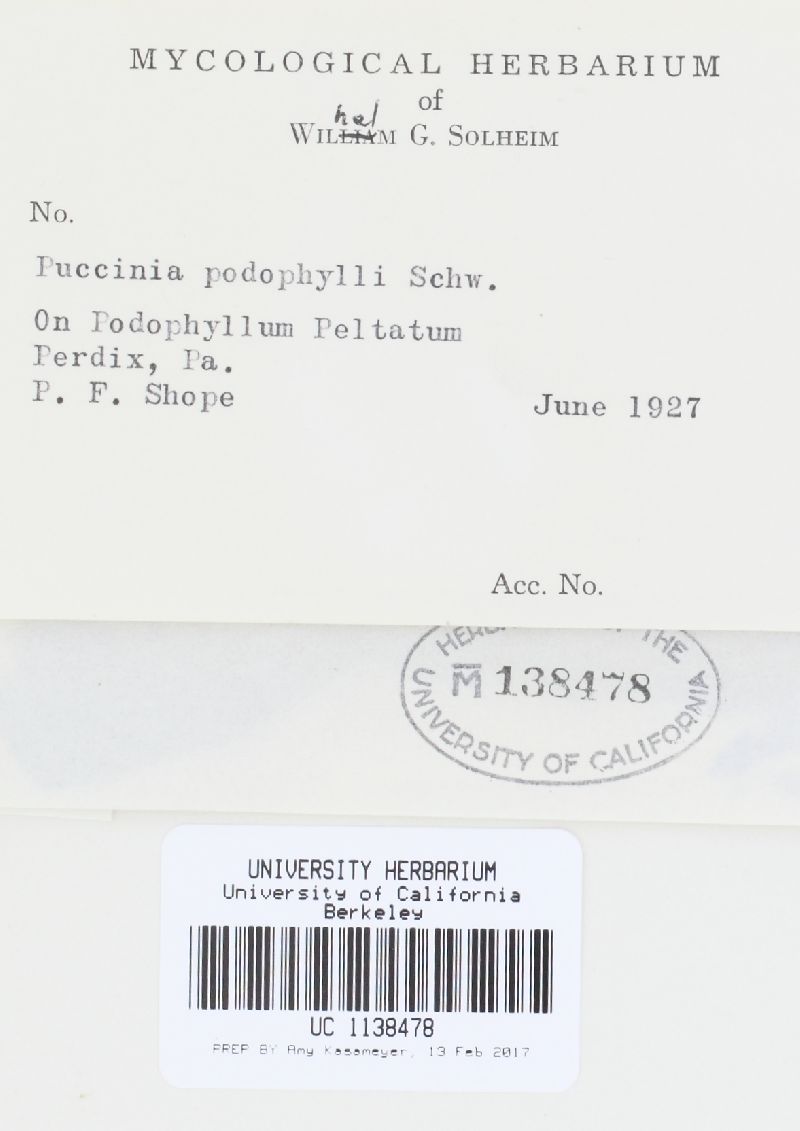 MYCOLOGICAL HERBARIUM
of
hel
WILLIAM G. SOLHEIM
No.
Puccinia podophylli Schw.
On Podophyllum Peltatum
Perdix, Pa.
P. F. Shope
June 1927
Acc. No.
THE
M 138478
UNIVERSITY OF CALIFORNIA
UNIVERSITY HERBARIUM
University of California
Berkeley
UC 1138478
PREP BY Amy Kasameyer, 13 Feb 2017